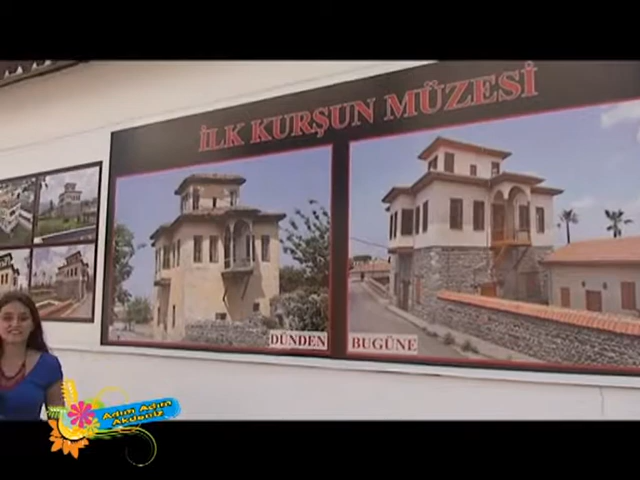 İLK KURŞUN MÜZESİ
DÜNDEN
BUGÜNE
Adım Adım
Akdeniz